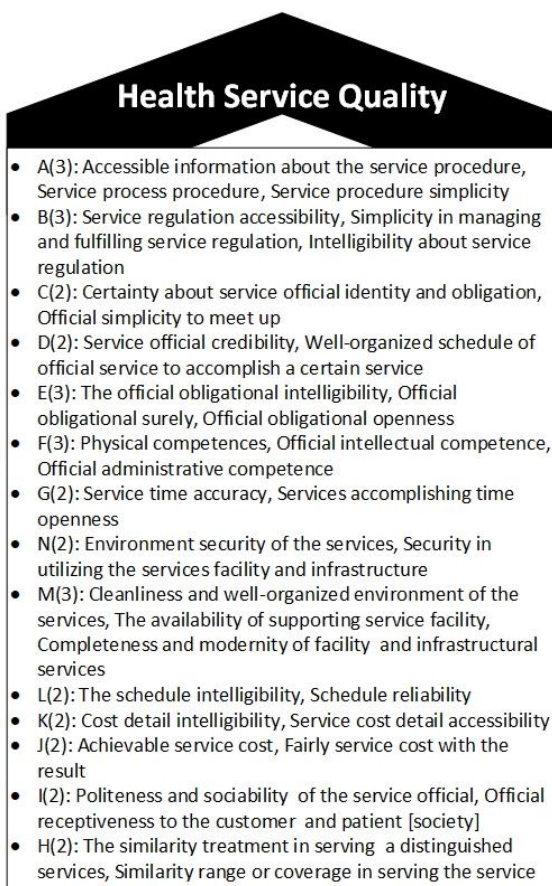 Health Service Quality
• A(3): Accessible information about the service procedure,
Service process procedure, Service procedure simplicity
• B(3): Service regulation accessibility, Simplicity in managing
and fulfilling service regulation, Intelligibility about service
regulation
• C(2): Certainty about service official identity and obligation,
Official simplicity to meet up
• D(2): Service official credibility, Well-organized schedule of
official service to accomplish a certain service
• E(3): The official obligational intelligibility, Official
obligational surely, Official obligational openness
• F(3): Physical competences, Official intellectual competence,
Official administrative competence
• G(2): Service time accuracy, Services accomplishing time
openness
• N(2): Environment security of the services, Security in
utilizing the services facility and infrastructure
• M(3): Cleanliness and well-organized environment of the
services, The availability of supporting service facility,
Completeness and modernity of facility and infrastructural
services
• L(2): The schedule intelligibility, Schedule reliability
• K(2): Cost detail intelligibility, Service cost detail accessibility
• J(2): Achievable service cost, Fairly service cost with the
result
• I(2): Politeness and sociability of the service official, Official
receptiveness to the customer and patient [society]
• H(2): The similarity treatment in serving a distinguished
services, Similarity range or coverage in serving the service